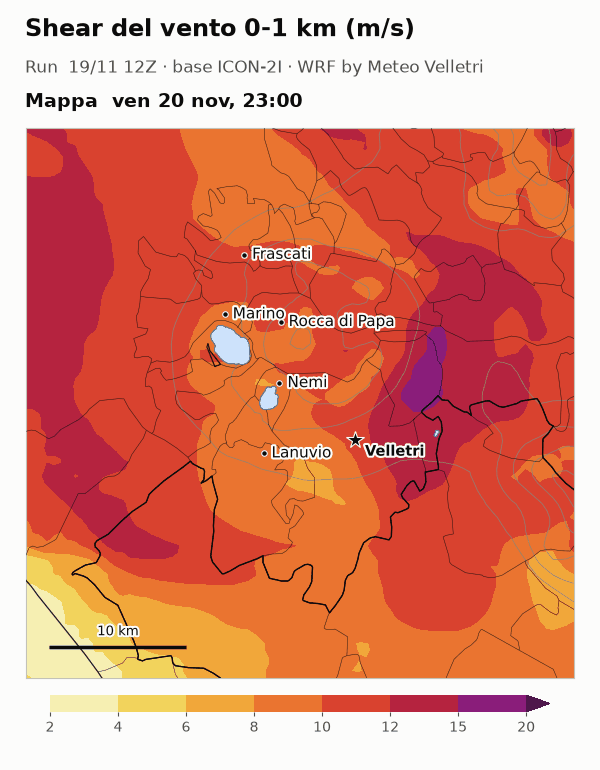 Shear del vento 0-1 km (m/s)
Run  19/11 12Z · base ICON-2I · WRF by Meteo Velletri
Mappa  ven 20 nov, 23:00
Frascati
Marino
Rocca di Papa
Nemi
Velletri
Lanuvio
10 km
2 4 6 8 10 12 15 20